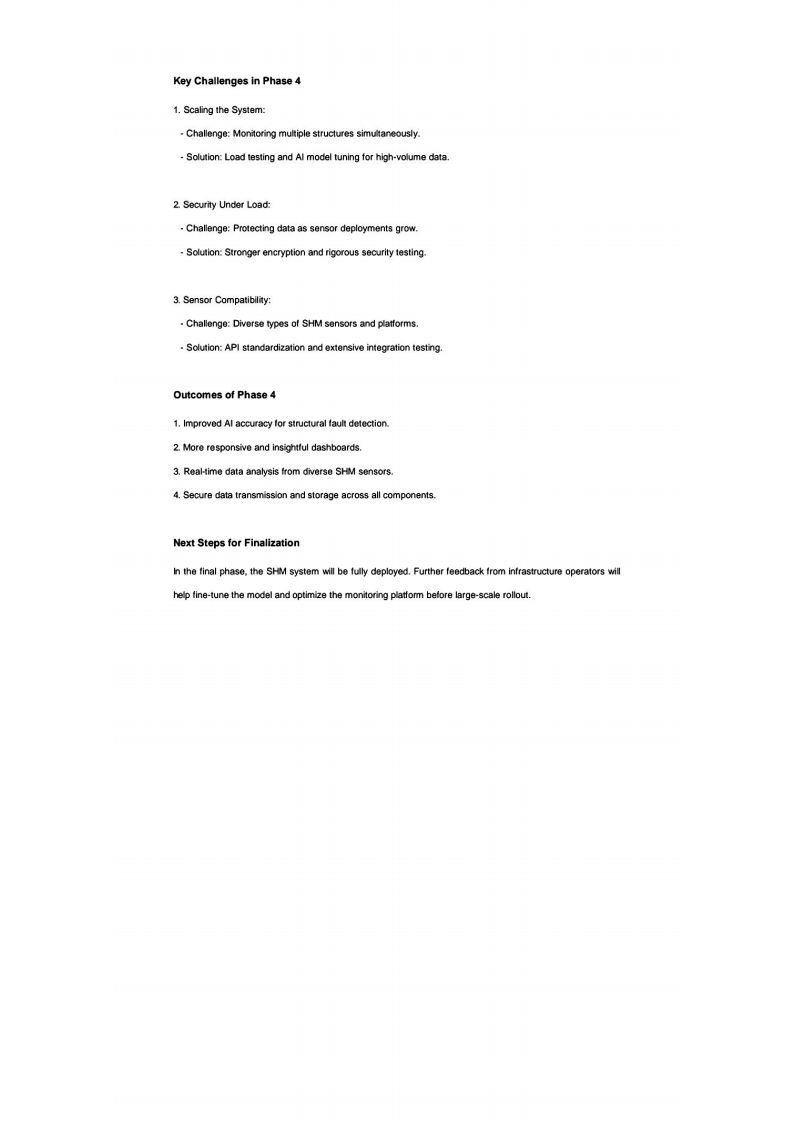 Key Challenges in Phase 4
1. Scaling the System:
- Challenge: Monitoring multiple structures simultaneously.
- Solution: Load testing and AI model tuning for high-volume data.
2. Security Under Load:
- Challenge: Protecting data as sensor deployments grow.
- Solution: Stronger encryption and rigorous security testing.
3. Sensor Compatibility:
- Challenge: Diverse types of SHM sensors and platforms.
- Solution: API standardization and extensive integration testing.
Outcomes of Phase 4
1. Improved AI accuracy for structural fault detection.
2. More responsive and insightful dashboards.
3. Real-time data analysis from diverse SHM sensors.
4. Secure data transmission and storage across all components.
Next Steps for Finalization
In the final phase, the SHM system will be fully deployed. Further feedback from infrastructure operators will
help fine-tune the model and optimize the monitoring platform before large-scale rollout.